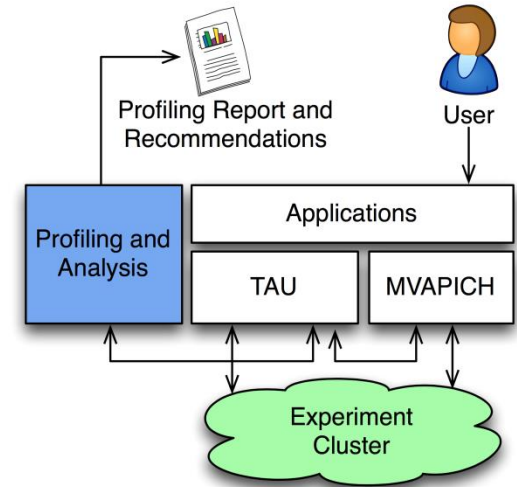 Profiling Report and
Recommendations
User
Profiling and
Analysis
Applications
TAU
MVAPICH
Experiment
Cluster